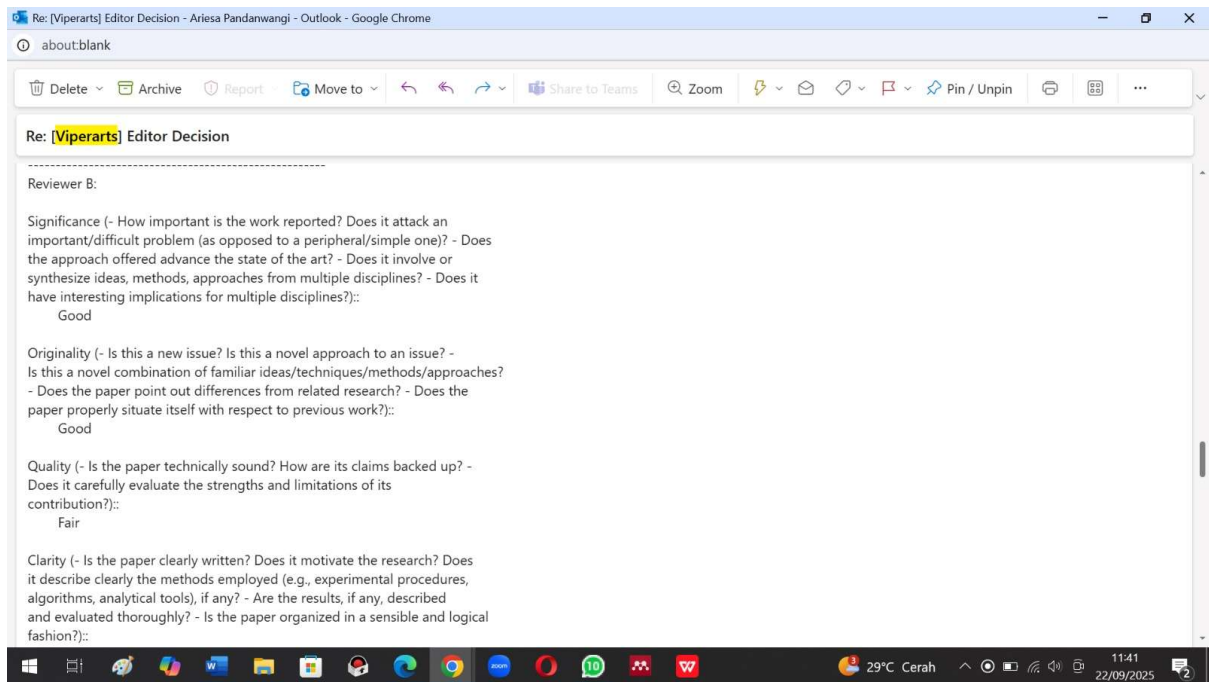 Re: [Viperarts] Editor Decision - Ariesa Pandanwangi - Outlook - Google Chrome
about:blank
Delete Archive Report Move to Share to Teams Zoom Pin / Unpin ...
Re: [Viperarts] Editor Decision
------------------------------------------------------
Reviewer B:
Significance (- How important is the work reported? Does it attack an
important/difficult problem (as opposed to a peripheral/simple one)? - Does
the approach offered advance the state of the art? - Does it involve or
synthesize ideas, methods, approaches from multiple disciplines? - Does it
have interesting implications for multiple disciplines?)::
Good
Originality (- Is this a new issue? Is this a novel approach to an issue? -
Is this a novel combination of familiar ideas/techniques/methods/approaches?
- Does the paper point out differences from related research? - Does the
paper properly situate itself with respect to previous work?)::
Good
Quality (- Is the paper technically sound? How are its claims backed up? -
Does it carefully evaluate the strengths and limitations of its
contribution?)::
Fair
Clarity (- Is the paper clearly written? Does it motivate the research? Does
it describe clearly the methods employed (e.g., experimental procedures,
algorithms, analytical tools), if any? - Are the results, if any, described
and evaluated thoroughly? - Is the paper organized in a sensible and logical
fashion?)::
zoom 10 3 29°C Cerah 11:41
22/09/2025 2